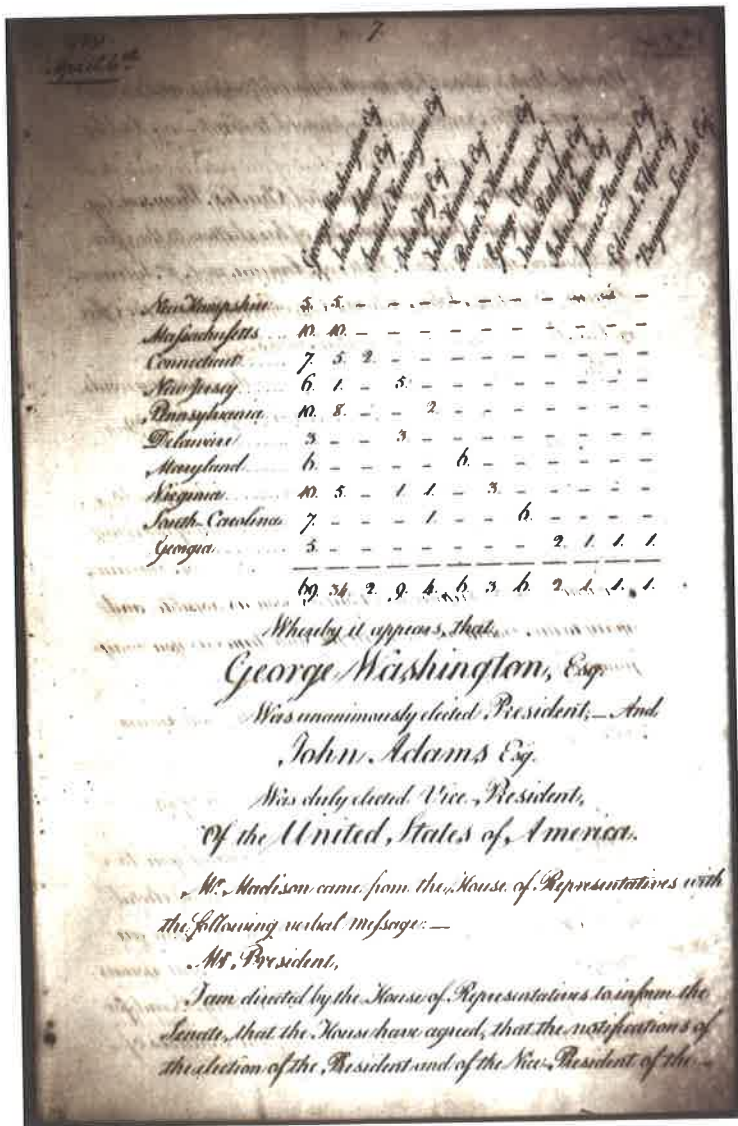 7.
April 6th
George Washington Esq
John Adams Esq
Samuel Huntington Esq
John Jay Esq
John Hancock Esq
Robert H. Harrison Esq
George Clinton Esq
John Rutledge Esq
John Milton Esq
James Armstrong Esq
Edward Telfair Esq
Benjamin Lincoln Esq
New Hampshire 5. 5. – – – – – – – – – –
Massachusetts 10. 10. – – – – – – – – – –
Connecticut 7. 5. 2. – – – – – – – – –
New Jersey 6. 1. – 5. – – – – – – – –
Pennsylvania 10. 8. – – 2. – – – – – – –
Delaware 3. – – 3. – – – – – – – –
Maryland 6. – – – – 6. – – – – – –
Virginia 10. 5. – 1. 1. – 3. – – – – –
South-Carolina 7. – – – 1. – – 6. – – – –
Georgia 5. – – – – – – – 2. 1. 1. 1.
69. 34. 2. 9. 4. 6. 3. 6. 2. 1. 1. 1.
Whereby it appears, that,
George Washington, Esq.
Was unanimously elected President,— And
John Adams Esq.
Was duly elected Vice-President,
Of the United States of America.
Mr. Madison came from the House of Representatives with
the following verbal message:—
Mr. President,
I am directed by the House of Representatives to inform the
Senate, that the House have agreed, that the notifications of
the election of the President and of the Vice-President of the